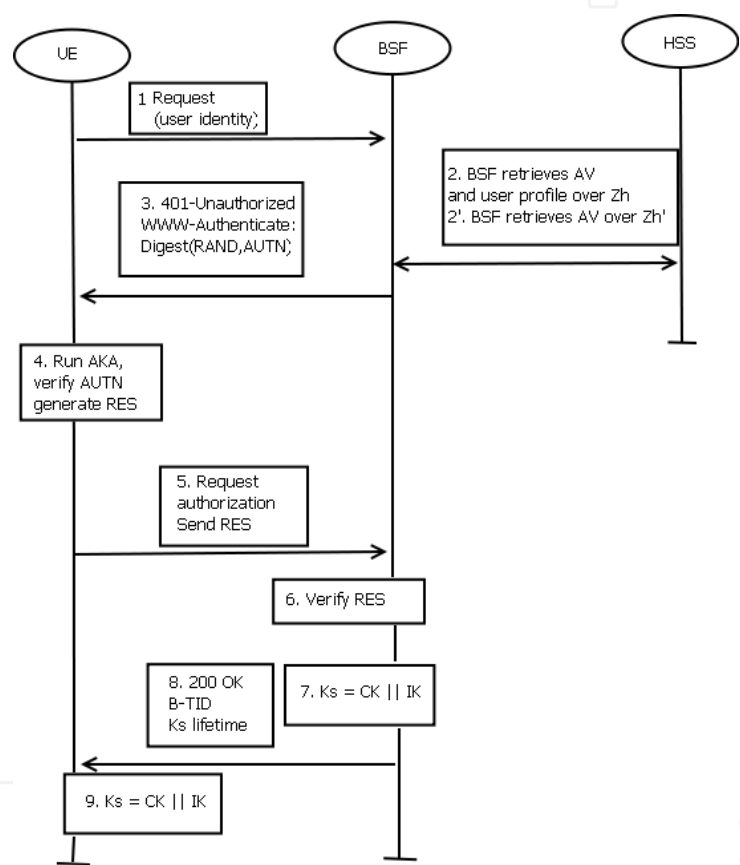 UE
BSF
HSS
1 Request
(user identity)
2. BSF retrieves AV
and user profile over Zh
2'. BSF retrieves AV over Zh'
3. 401-Unauthorized
WWW-Authenticate:
Digest(RAND,AUTN)
4. Run AKA,
verify AUTN
generate RES
5. Request
authorization
Send RES
6. Verify RES
7. Ks = CK || IK
8. 200 OK
B-TID
Ks lifetime
9. Ks = CK || IK